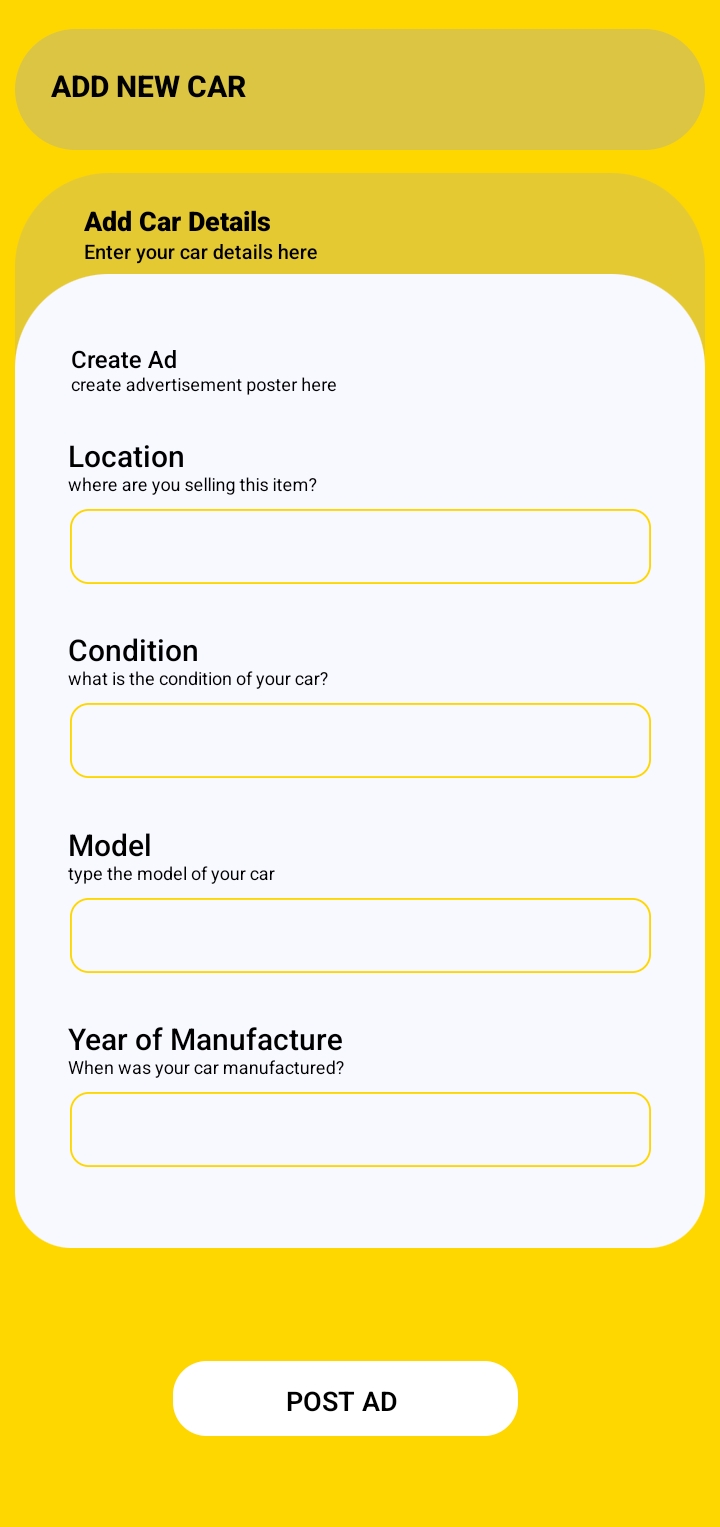 ADD NEW CAR
Add Car Details
Enter your car details here
Create Ad
create advertisement poster here
Location
where are you selling this item?
Condition
what is the condition of your car?
Model
type the model of your car
Year of Manufacture
When was your car manufactured?
POST AD